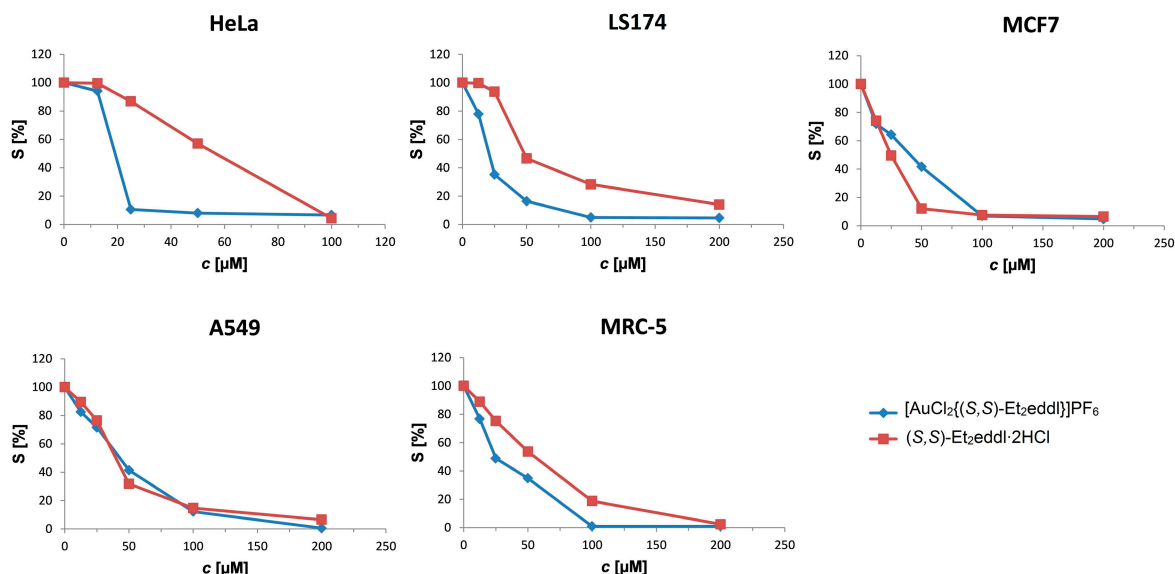 HeLa
S [%]
120
100
80
60
40
20
0
0 20 40 60 80 100 120
c [µM]
LS174
S [%]
120
100
80
60
40
20
0
0 50 100 150 200 250
c [µM]
MCF7
S [%]
120
100
80
60
40
20
0
0 50 100 150 200 250
c [µM]
A549
S [%]
120
100
80
60
40
20
0
0 50 100 150 200 250
c [µM]
MRC-5
S [%]
120
100
80
60
40
20
0
0 50 100 150 200 250
c [µM]
[AuCl₂{(S,S)-Et₂eddl}]PF₆
(S,S)-Et₂eddl·2HCl